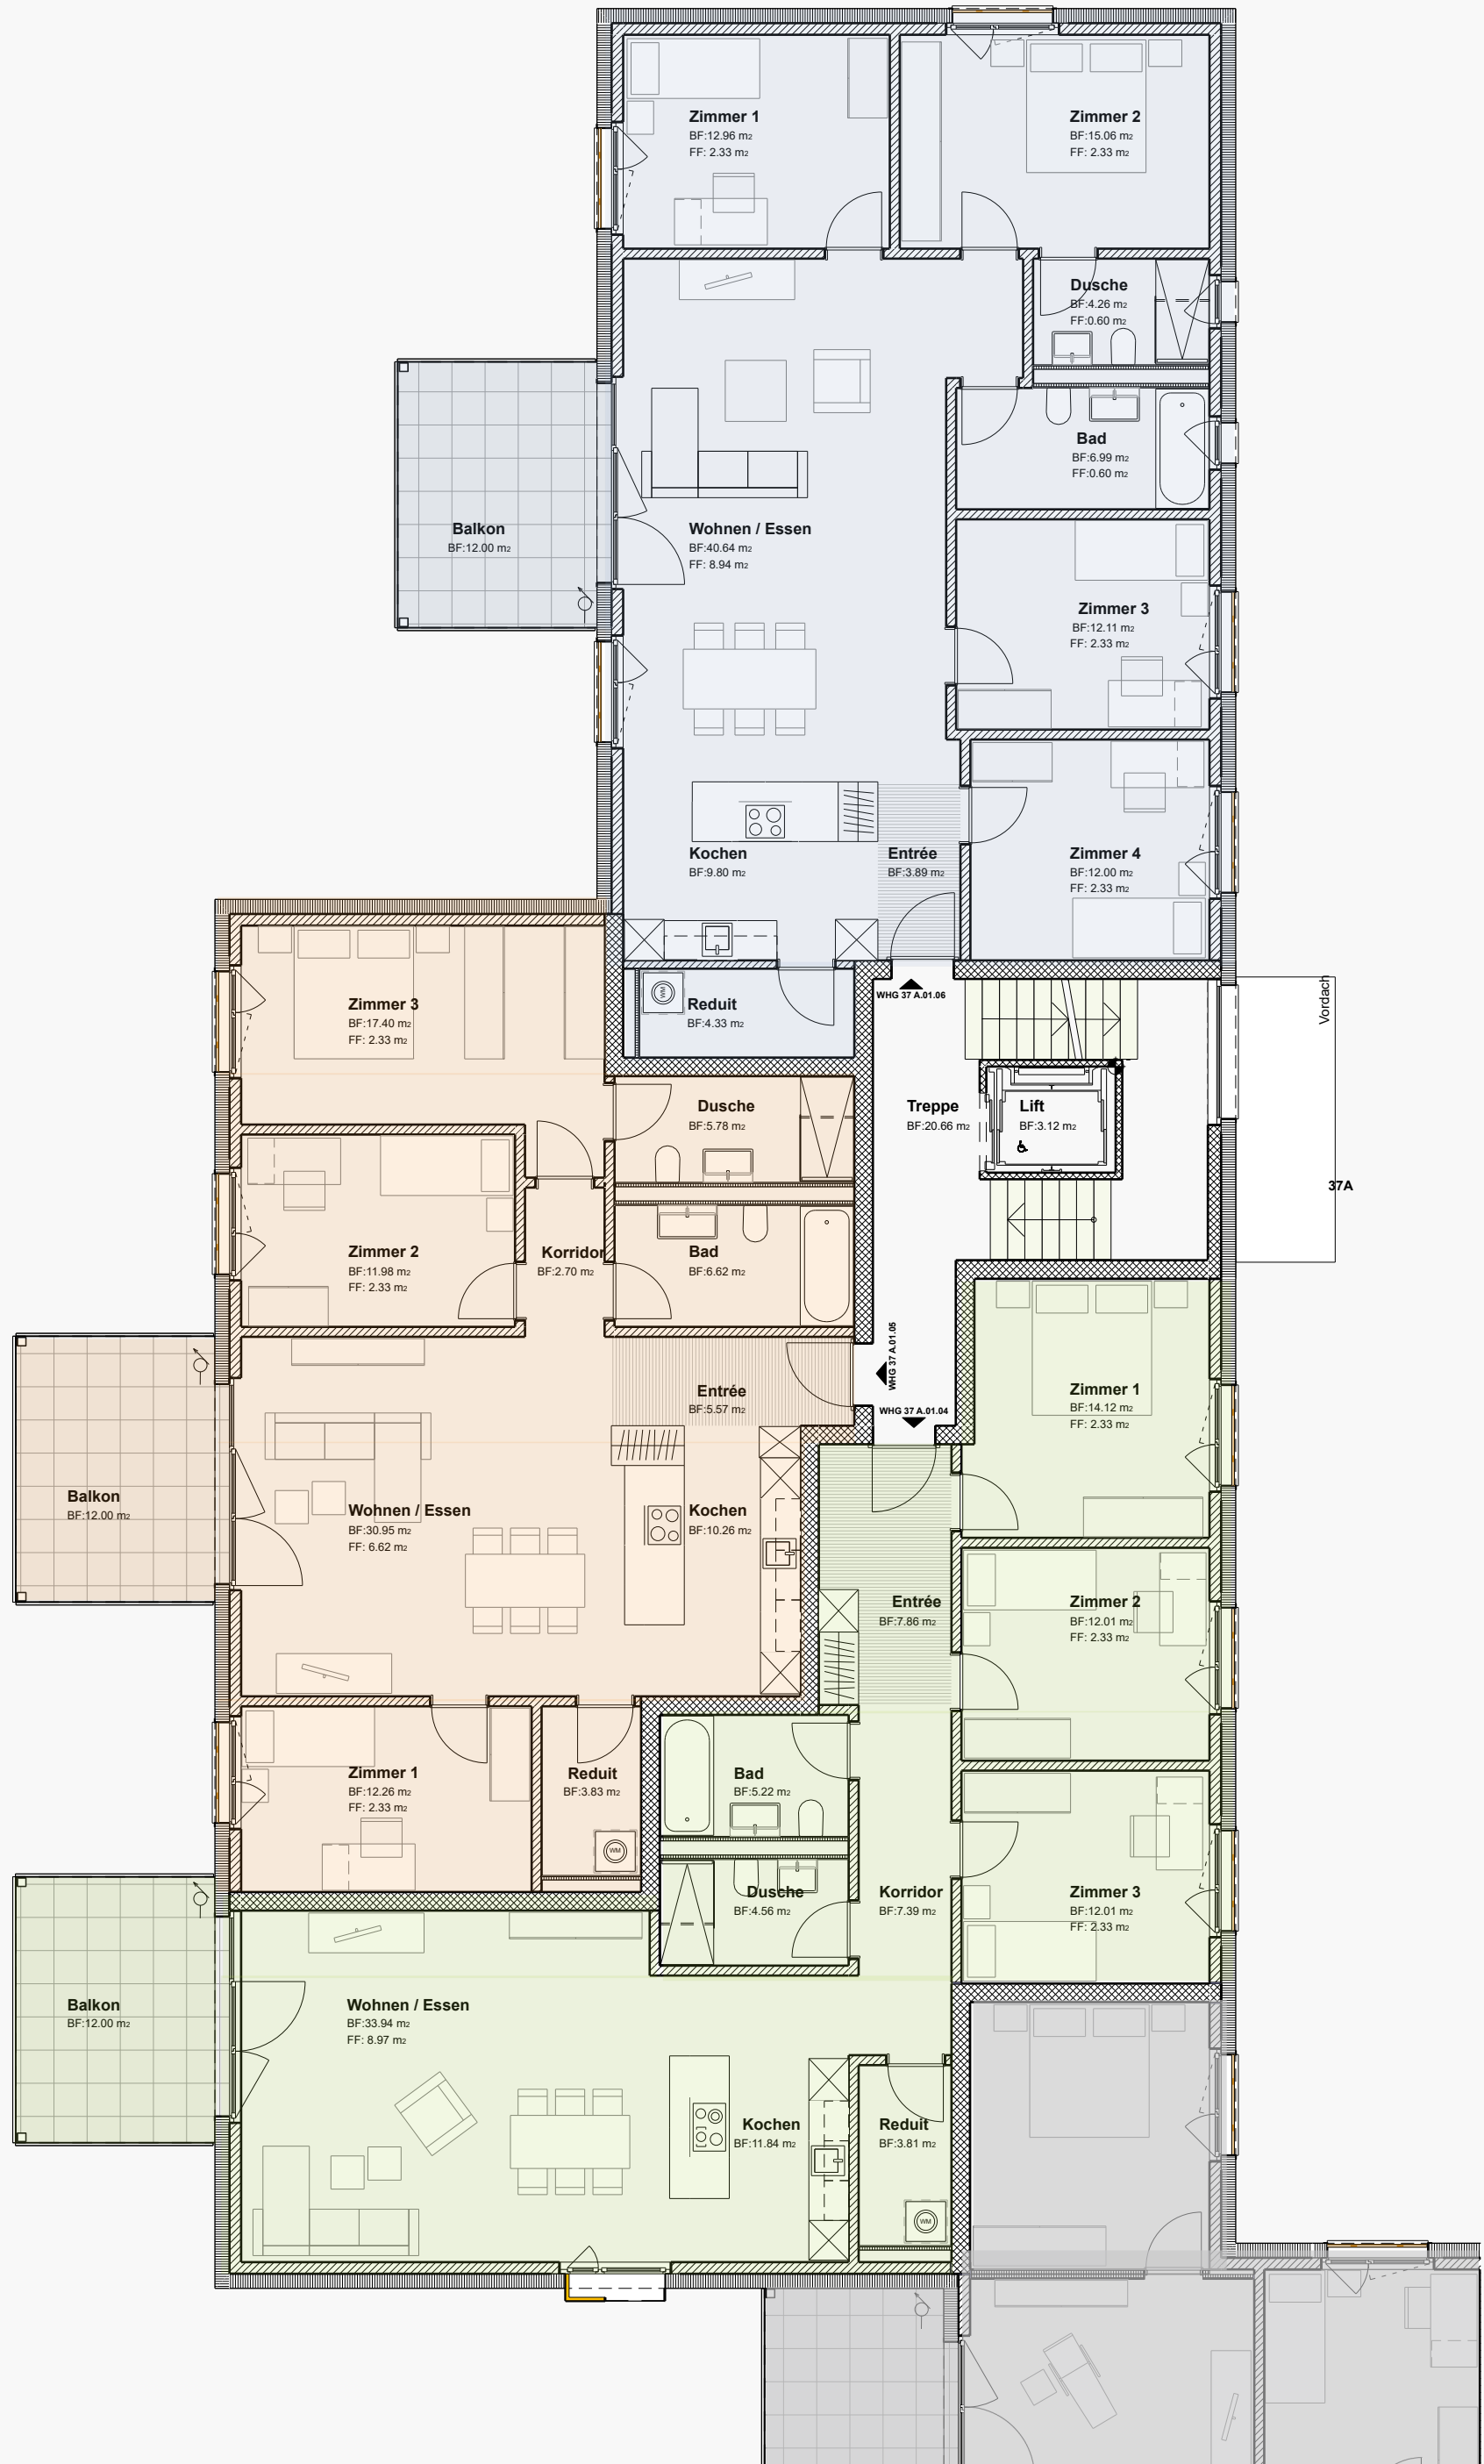 Zimmer 1
BF:12.96 m2
FF: 2.33 m2
Zimmer 2
BF:15.06 m2
FF: 2.33 m2
Dusche
BF:4.26 m2
FF:0.60 m2
Bad
BF:6.99 m2
FF:0.60 m2
Balkon
BF:12.00 m2
Wohnen / Essen
BF:40.64 m2
FF: 8.94 m2
Zimmer 3
BF:12.11 m2
FF: 2.33 m2
Kochen
BF:9.80 m2
Entrée
BF:3.89 m2
Zimmer 4
BF:12.00 m2
FF: 2.33 m2
Zimmer 3
BF:17.40 m2
FF: 2.33 m2
WM
Reduit
BF:4.33 m2
WHG 37 A.01.06
Vordach
Dusche
BF:5.78 m2
Treppe
BF:20.66 m2
Lift
BF:3.12 m2
37A
Zimmer 2
BF:11.98 m2
FF: 2.33 m2
Korridor
BF:2.70 m2
Bad
BF:6.62 m2
WHG 37 A.01.05
Entrée
BF:5.57 m2
WHG 37 A.01.04
Zimmer 1
BF:14.12 m2
FF: 2.33 m2
Balkon
BF:12.00 m2
Wohnen / Essen
BF:30.95 m2
FF: 6.62 m2
Kochen
BF:10.26 m2
Entrée
BF:7.86 m2
Zimmer 2
BF:12.01 m2
FF: 2.33 m2
Zimmer 1
BF:12.26 m2
FF: 2.33 m2
Reduit
BF:3.83 m2
WM
Bad
BF:5.22 m2
Dusche
BF:4.56 m2
Korridor
BF:7.39 m2
Zimmer 3
BF:12.01 m2
FF: 2.33 m2
Balkon
BF:12.00 m2
Wohnen / Essen
BF:33.94 m2
FF: 8.97 m2
Kochen
BF:11.84 m2
Reduit
BF:3.81 m2
WM